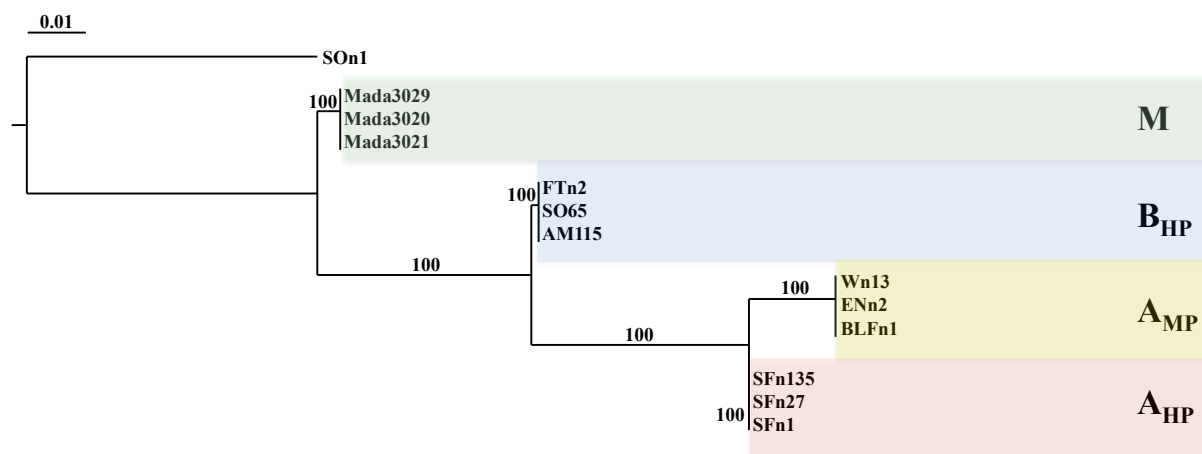 0.01
SOn1
100
Mada3029
Mada3020
Mada3021
M
100
FTn2
SO65
AM115
BHP
100
100
Wn13
ENn2
BLFn1
AMP
100
100
SFn135
SFn27
SFn1
AHP